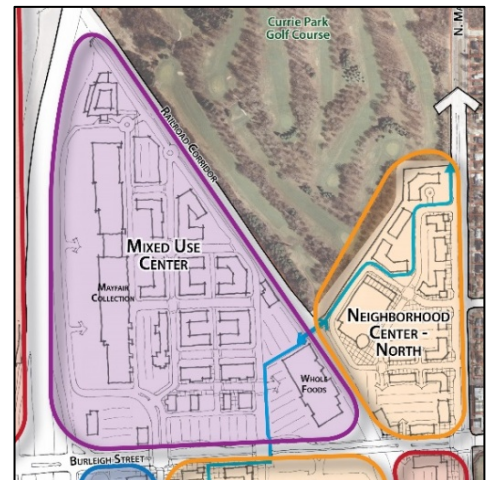 Currie Park
Golf Course
N. Ma
Railroad Corridor
Mixed Use
Center
Mayfair
Collection
Neighborhood
Center -
North
Whole
Foods
Burleigh Street